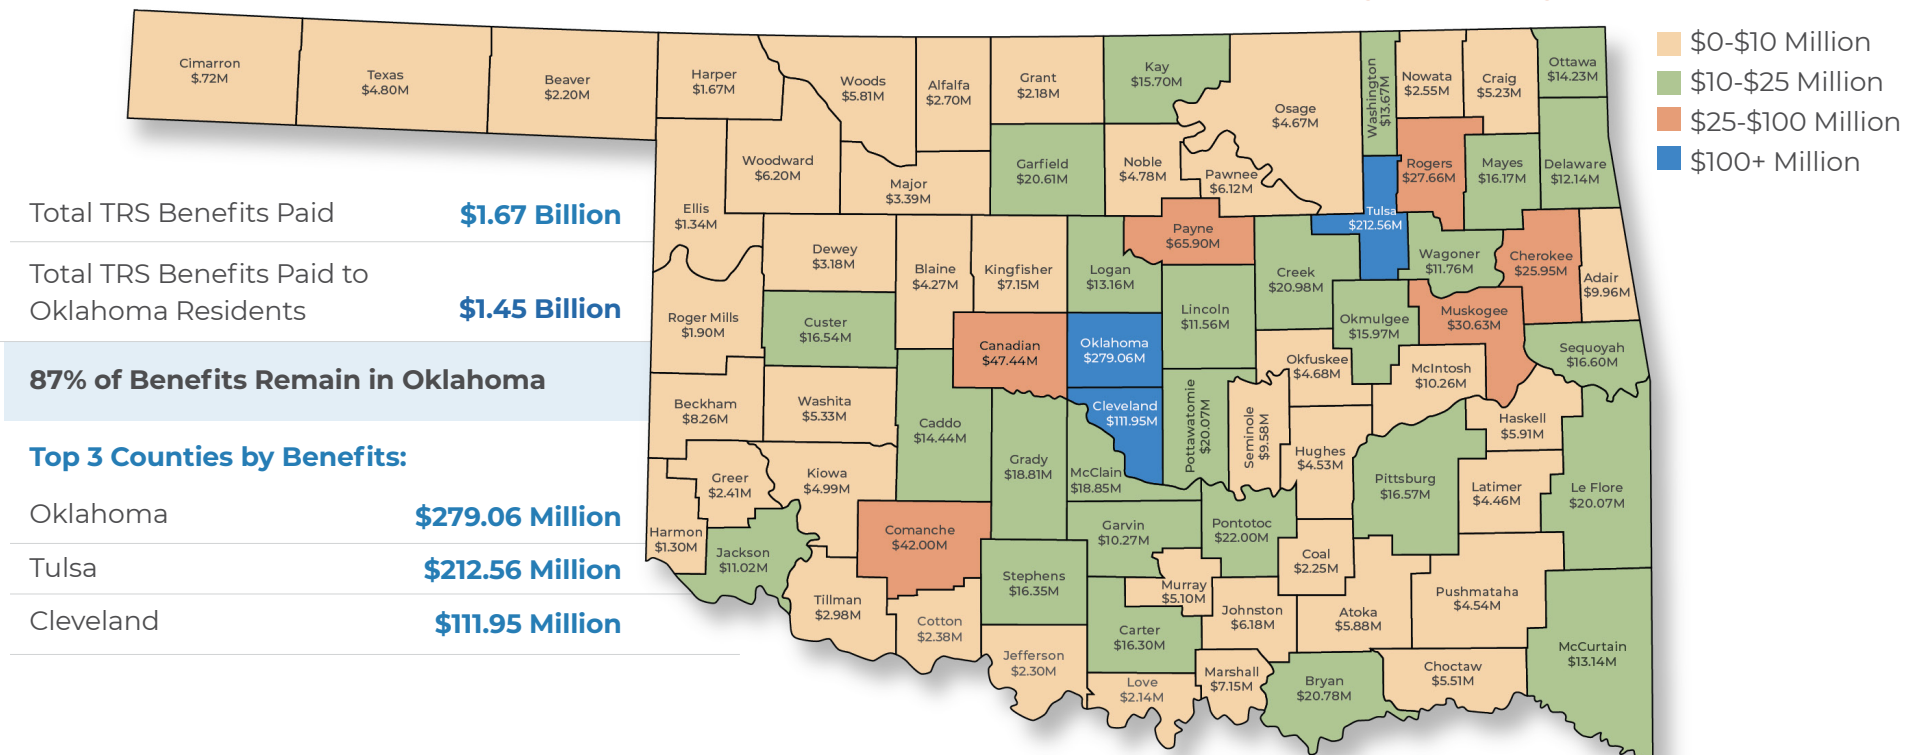 $0-$10 Million
$10-$25 Million
$25-$100 Million
$100+ Million
Total TRS Benefits Paid
$1.67 Billion
Total TRS Benefits Paid to
Oklahoma Residents
$1.45 Billion
87% of Benefits Remain in Oklahoma
Top 3 Counties by Benefits:
Oklahoma
$279.06 Million
Tulsa
$212.56 Million
Cleveland
$111.95 Million
Cimarron
$.72M
Texas
$4.80M
Beaver
$2.20M
Harper
$1.67M
Woods
$5.81M
Alfalfa
$2.70M
Grant
$2.18M
Kay
$15.70M
Osage
$4.67M
Washington
$13.67M
Nowata
$2.55M
Craig
$5.23M
Ottawa
$14.23M
Ellis
$1.34M
Woodward
$6.20M
Major
$3.39M
Garfield
$20.61M
Noble
$4.78M
Pawnee
$6.12M
Tulsa
$212.56M
Rogers
$27.66M
Mayes
$16.17M
Delaware
$12.14M
Roger Mills
$1.90M
Dewey
$3.18M
Custer
$16.54M
Blaine
$4.27M
Kingfisher
$7.15M
Logan
$13.16M
Payne
$65.90M
Lincoln
$11.56M
Creek
$20.98M
Okmulgee
$15.97M
Wagoner
$11.76M
Cherokee
$25.95M
Adair
$9.96M
Muskogee
$30.63M
Sequoyah
$16.60M
Canadian
$47.44M
Oklahoma
$279.06M
Okfuskee
$4.68M
McIntosh
$10.26M
Beckham
$8.26M
Washita
$5.33M
Caddo
$14.44M
Cleveland
$111.95M
Pottawatomie
$20.07M
Seminole
$9.58M
Hughes
$4.53M
Haskell
$5.91M
Greer
$2.41M
Kiowa
$4.99M
Grady
$18.81M
McClain
$18.85M
Pittsburg
$16.57M
Latimer
$4.46M
Le Flore
$20.07M
Harmon
$1.30M
Jackson
$11.02M
Comanche
$42.00M
Garvin
$10.27M
Pontotoc
$22.00M
Coal
$2.25M
Tillman
$2.98M
Cotton
$2.38M
Stephens
$16.35M
Murray
$5.10M
Johnston
$6.18M
Atoka
$5.88M
Pushmataha
$4.54M
Jefferson
$2.30M
Carter
$16.30M
Love
$2.14M
Marshall
$7.15M
Bryan
$20.78M
Choctaw
$5.51M
McCurtain
$13.14M